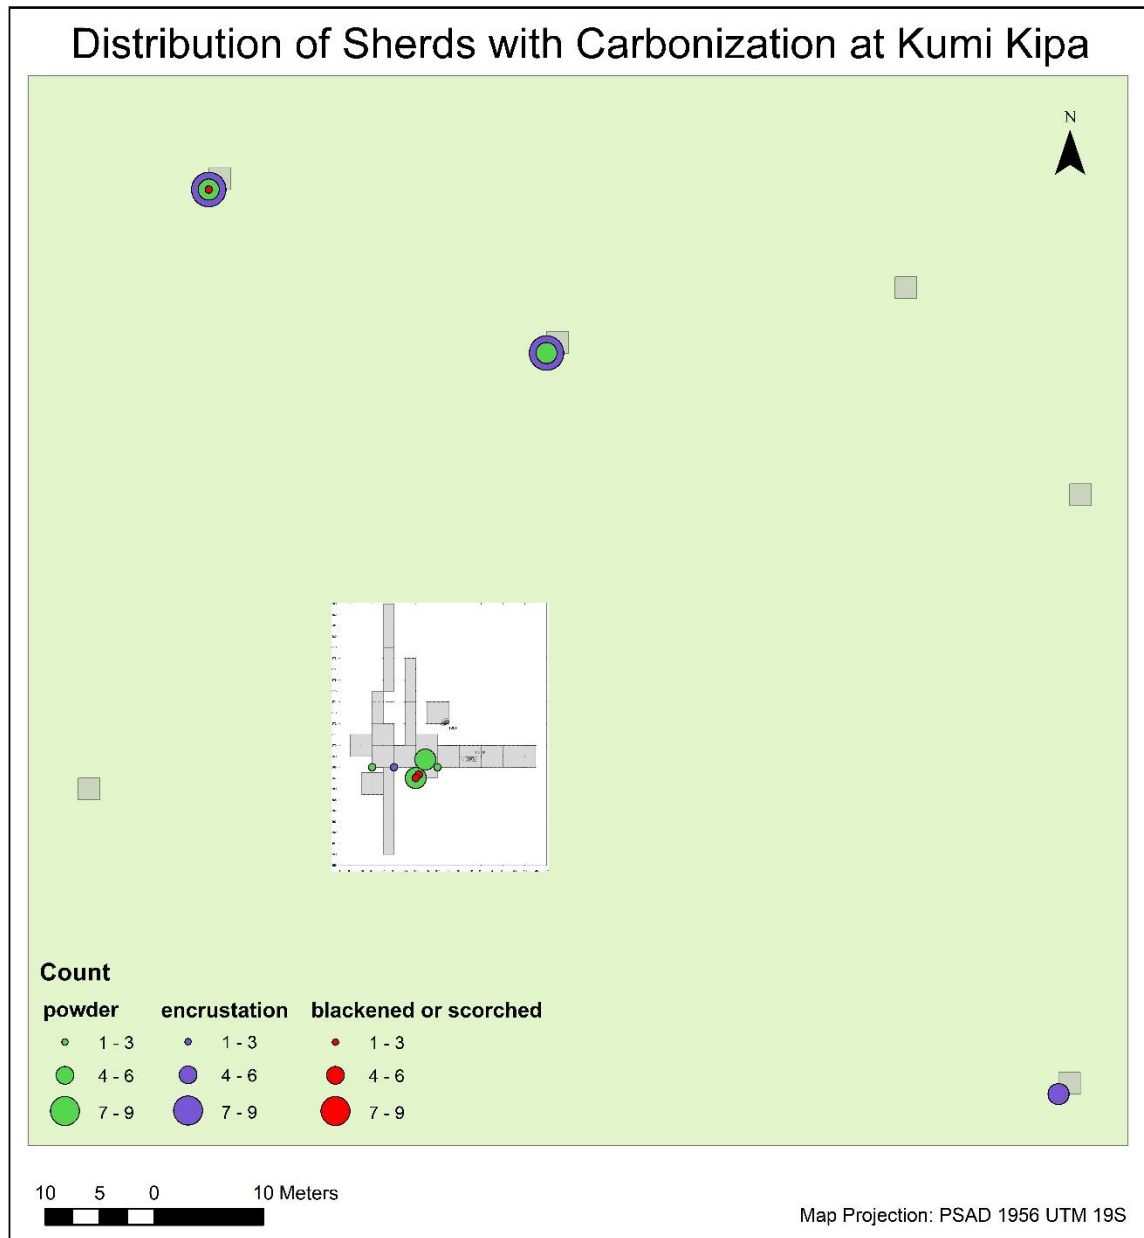 Distribution of Sherds with Carbonization at Kumi Kipa
N
Count
powder encrustation blackened or scorched
1 - 3 1 - 3 1 - 3
4 - 6 4 - 6 4 - 6
7 - 9 7 - 9 7 - 9
10 5 0 10 Meters
Map Projection: PSAD 1956 UTM 19S